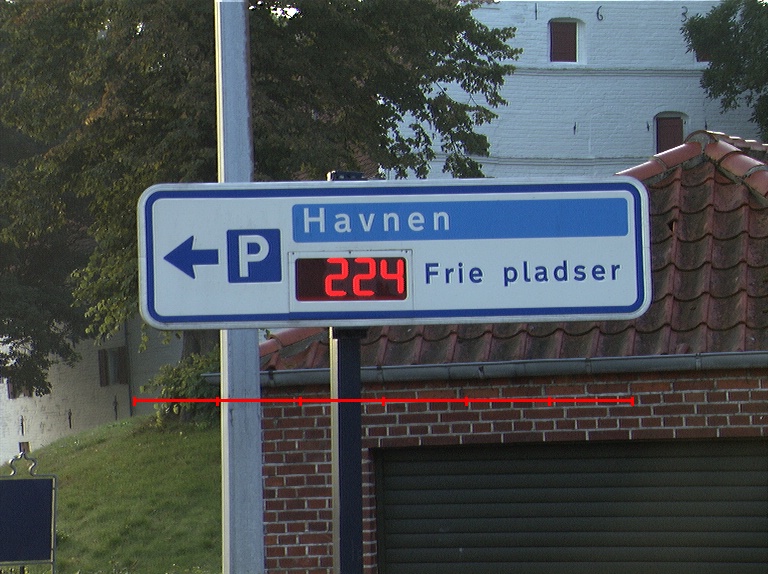 Havnen
P
224 Frie pladser